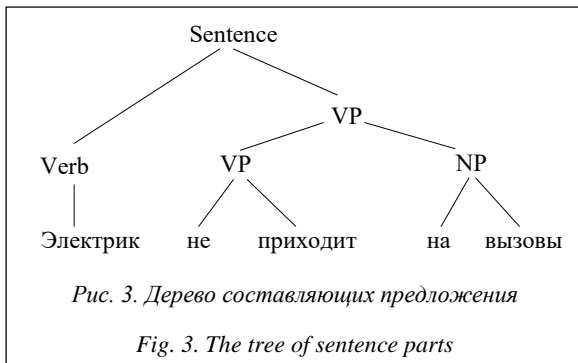 Sentence
VP
Verb VP NP
Электрик не приходит на вызовы
Рис. 3. Дерево составляющих предложения
Fig. 3. The tree of sentence parts